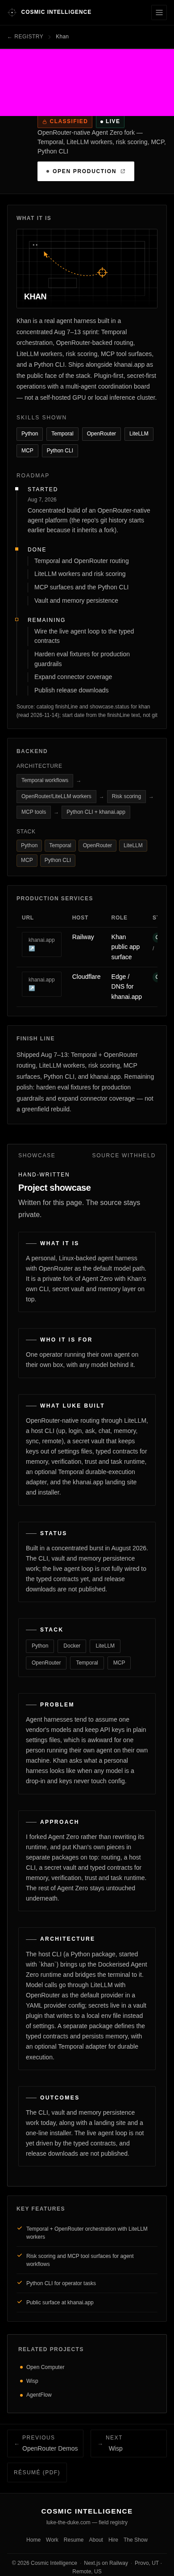 COSMIC INTELLIGENCE
← REGISTRY Khan
CLASSIFIED LIVE
OpenRouter-native Agent Zero fork —
Temporal, LiteLLM workers, risk scoring, MCP,
Python CLI
OPEN PRODUCTION
WHAT IT IS
KHAN
Khan is a real agent harness built in a
concentrated Aug 7–13 sprint: Temporal
orchestration, OpenRouter-backed routing,
LiteLLM workers, risk scoring, MCP tool surfaces,
and a Python CLI. Ships alongside khanai.app as
the public face of the stack. Plugin-first, secret-first
operations with a multi-agent coordination board
— not a self-hosted GPU or local inference cluster.
SKILLS SHOWN
Python Temporal OpenRouter LiteLLM
MCP Python CLI
ROADMAP
STARTED
Aug 7, 2026
Concentrated build of an OpenRouter-native
agent platform (the repo's git history starts
earlier because it inherits a fork).
DONE
Temporal and OpenRouter routing
LiteLLM workers and risk scoring
MCP surfaces and the Python CLI
Vault and memory persistence
REMAINING
Wire the live agent loop to the typed
contracts
Harden eval fixtures for production
guardrails
Expand connector coverage
Publish release downloads
Source: catalog finishLine and showcase.status for khan
(read 2026-11-14); start date from the finishLine text, not git
BACKEND
ARCHITECTURE
Temporal workflows →
OpenRouter/LiteLLM workers → Risk scoring →
MCP tools → Python CLI + khanai.app
STACK
Python Temporal OpenRouter LiteLLM
MCP Python CLI
PRODUCTION SERVICES
URL HOST ROLE
khanai.app Railway Khan
public app
surface
khanai.app Cloudflare Edge /
DNS for
khanai.app
FINISH LINE
Shipped Aug 7–13: Temporal + OpenRouter
routing, LiteLLM workers, risk scoring, MCP
surfaces, Python CLI, and khanai.app. Remaining
polish: harden eval fixtures for production
guardrails and expand connector coverage — not
a greenfield rebuild.
SHOWCASE SOURCE WITHHELD
HAND-WRITTEN
Project showcase
Written for this page. The source stays
private.
WHAT IT IS
A personal, Linux-backed agent harness
with OpenRouter as the default model path.
It is a private fork of Agent Zero with Khan's
own CLI, secret vault and memory layer on
top.
WHO IT IS FOR
One operator running their own agent on
their own box, with any model behind it.
WHAT LUKE BUILT
OpenRouter-native routing through LiteLLM,
a host CLI (up, login, ask, chat, memory,
sync, remote), a secret vault that keeps
keys out of settings files, typed contracts for
memory, verification, trust and task runtime,
an optional Temporal durable-execution
adapter, and the khanai.app landing site
and installer.
STATUS
Built in a concentrated burst in August 2026.
The CLI, vault and memory persistence
work; the live agent loop is not fully wired to
the typed contracts yet, and release
downloads are not published.
STACK
Python Docker LiteLLM
OpenRouter Temporal MCP
PROBLEM
Agent harnesses tend to assume one
vendor's models and keep API keys in plain
settings files, which is awkward for one
person running their own agent on their own
machine. Khan asks what a personal
harness looks like when any model is a
drop-in and keys never touch config.
APPROACH
I forked Agent Zero rather than rewriting its
runtime, and put Khan's own pieces in
separate packages on top: routing, a host
CLI, a secret vault and typed contracts for
memory, verification, trust and task runtime.
The rest of Agent Zero stays untouched
underneath.
ARCHITECTURE
The host CLI (a Python package, started
with `khan`) brings up the Dockerised Agent
Zero runtime and bridges the terminal to it.
Model calls go through LiteLLM with
OpenRouter as the default provider in a
YAML provider config; secrets live in a vault
plugin that writes to a local env file instead
of settings. A separate package defines the
typed contracts and persists memory, with
an optional Temporal adapter for durable
execution.
OUTCOMES
The CLI, vault and memory persistence
work today, along with a landing site and a
one-line installer. The live agent loop is not
yet driven by the typed contracts, and
release downloads are not published.
KEY FEATURES
Temporal + OpenRouter orchestration with LiteLLM
workers
Risk scoring and MCP tool surfaces for agent
workflows
Python CLI for operator tasks
Public surface at khanai.app
RELATED PROJECTS
Open Computer
Wisp
AgentFlow
PREVIOUS NEXT
← OpenRouter Demos → Wisp
RÉSUMÉ (PDF)
COSMIC INTELLIGENCE
luke-the-duke.com — field registry
Home Work Resume About Hire The Show
© 2026 Cosmic Intelligence · Next.js on Railway · Provo, UT ·
Remote, US